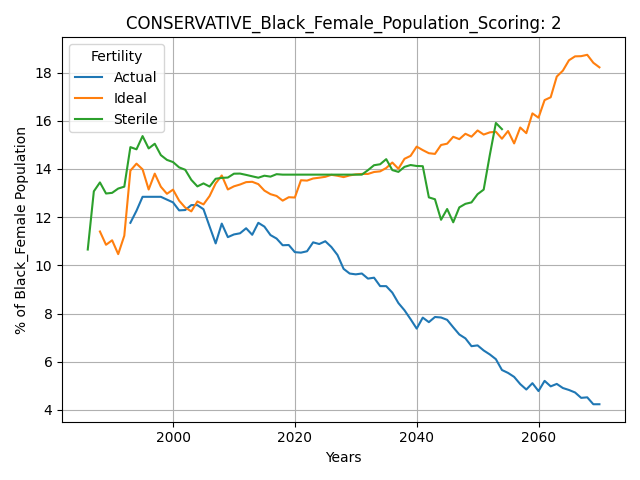 CONSERVATIVE_Black_Female_Population_Scoring: 2
Fertility
Actual
Ideal
Sterile
% of Black_Female Population
18
16
14
12
10
8
6
4
2000
2020
2040
2060
Years